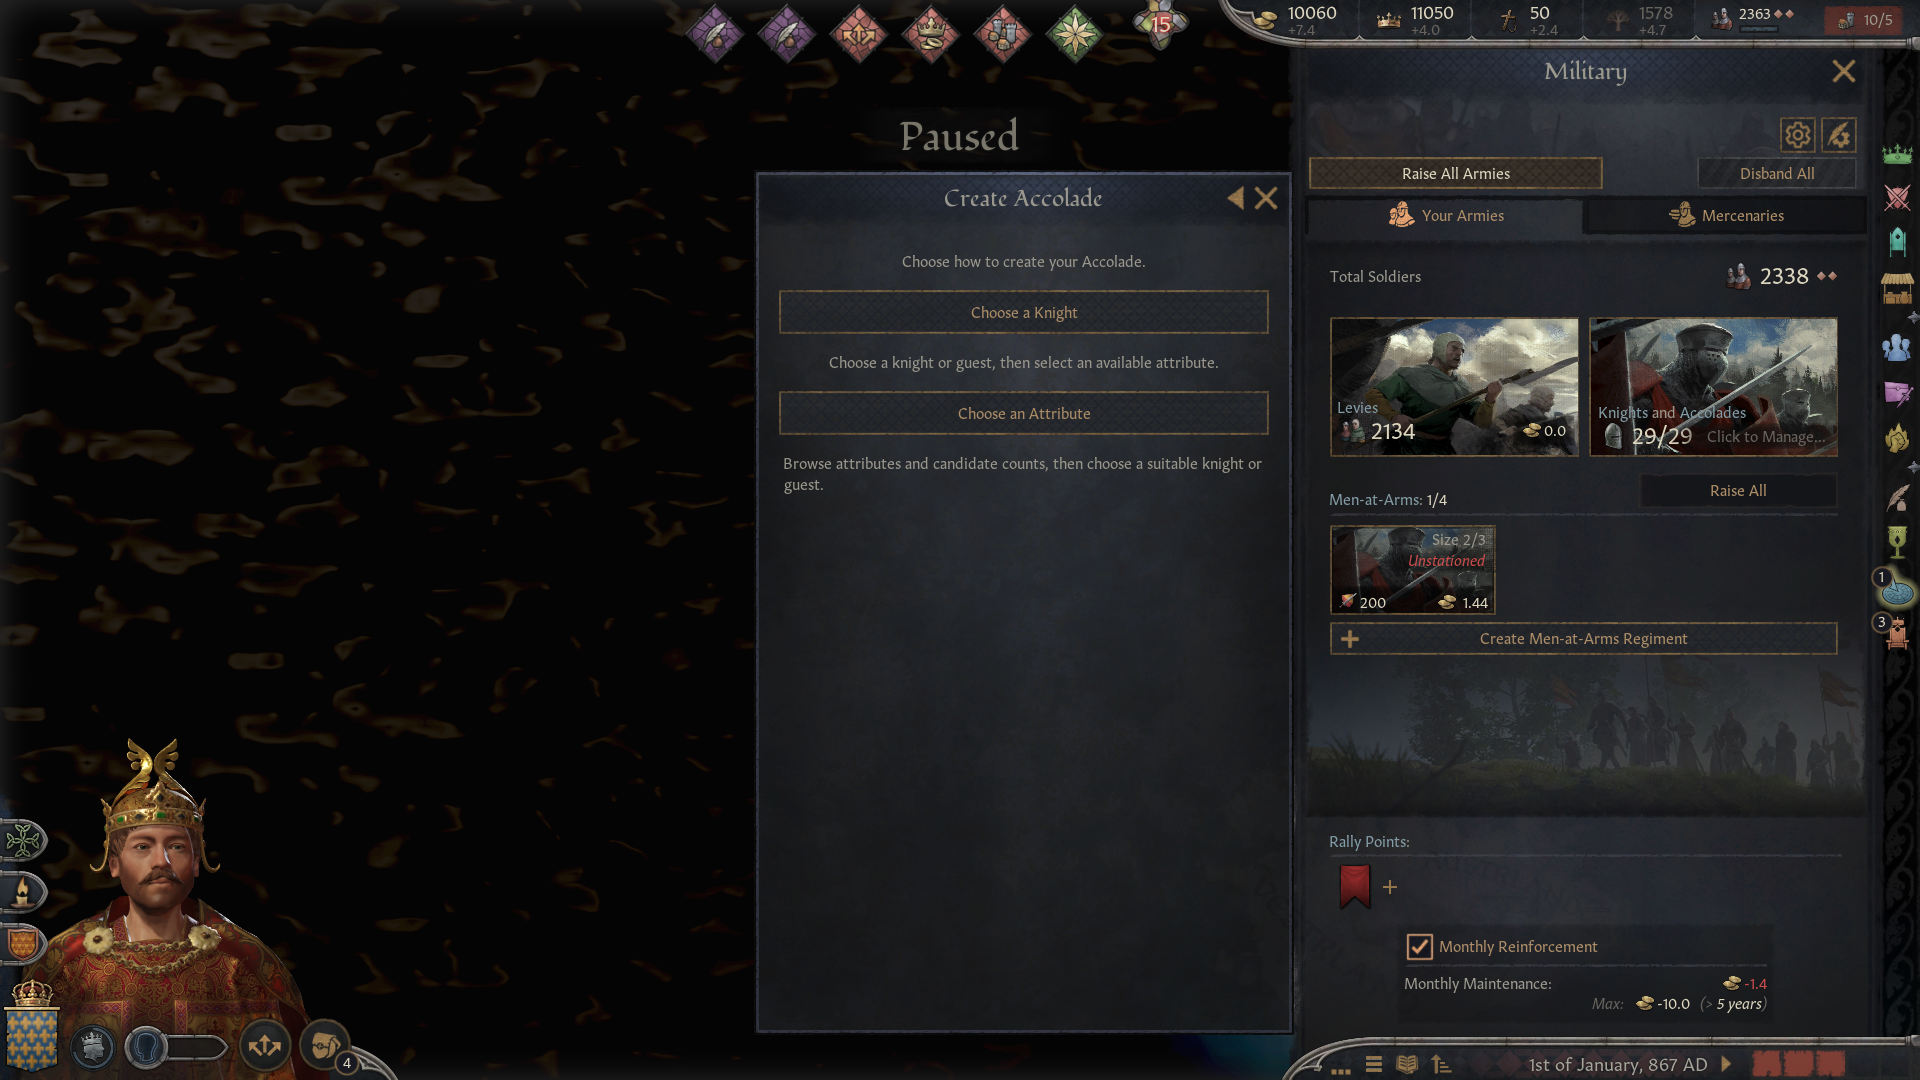 15
10060
+7.4
11050
+4.0
50
+2.4
1578
+4.7
2363
10/5
Military
Paused
Raise All Armies
Disband All
Create Accolade
Your Armies
Mercenaries
Choose how to create your Accolade.
Total Soldiers
2338
Choose a Knight
Choose a knight or guest, then select an available attribute.
Choose an Attribute
Levies
2134
0.0
Knights and Accolades
29/29
Click to Manage...
Browse attributes and candidate counts, then choose a suitable knight or
guest.
Men-at-Arms: 1/4
Raise All
Size 2/3
Unstationed
200
1.44
1
Create Men-at-Arms Regiment
3
Rally Points:
Monthly Reinforcement
Monthly Maintenance:
-1.4
Max: -10.0 (> 5 years)
4
1st of January, 867 AD